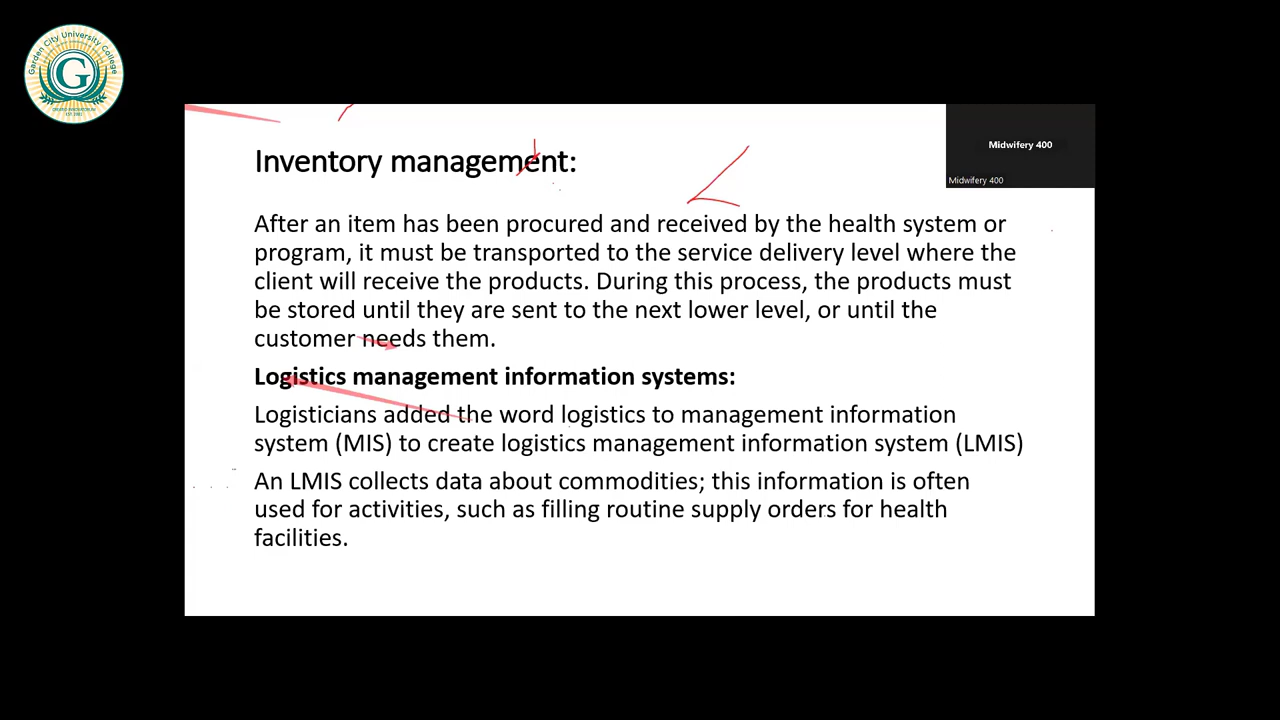 Garden City University College
G
Midwifery 400
Midwifery 400
Inventory management:
After an item has been procured and received by the health system or
program, it must be transported to the service delivery level where the
client will receive the products. During this process, the products must
be stored until they are sent to the next lower level, or until the
customer needs them.
Logistics management information systems:
Logisticians added the word logistics to management information
system (MIS) to create logistics management information system (LMIS)
An LMIS collects data about commodities; this information is often
used for activities, such as filling routine supply orders for health
facilities.